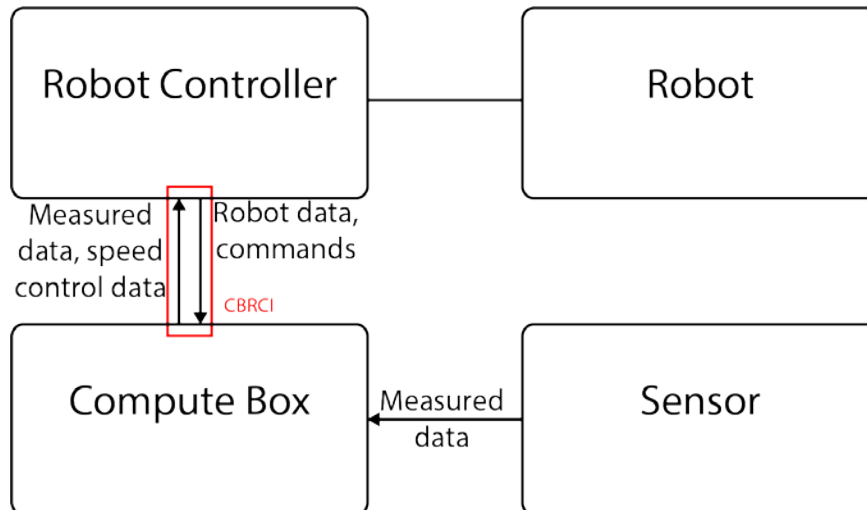 Robot Controller
Robot
Measured
data, speed
control data
Robot data,
commands
CBRCI
Compute Box
Measured
data
Sensor